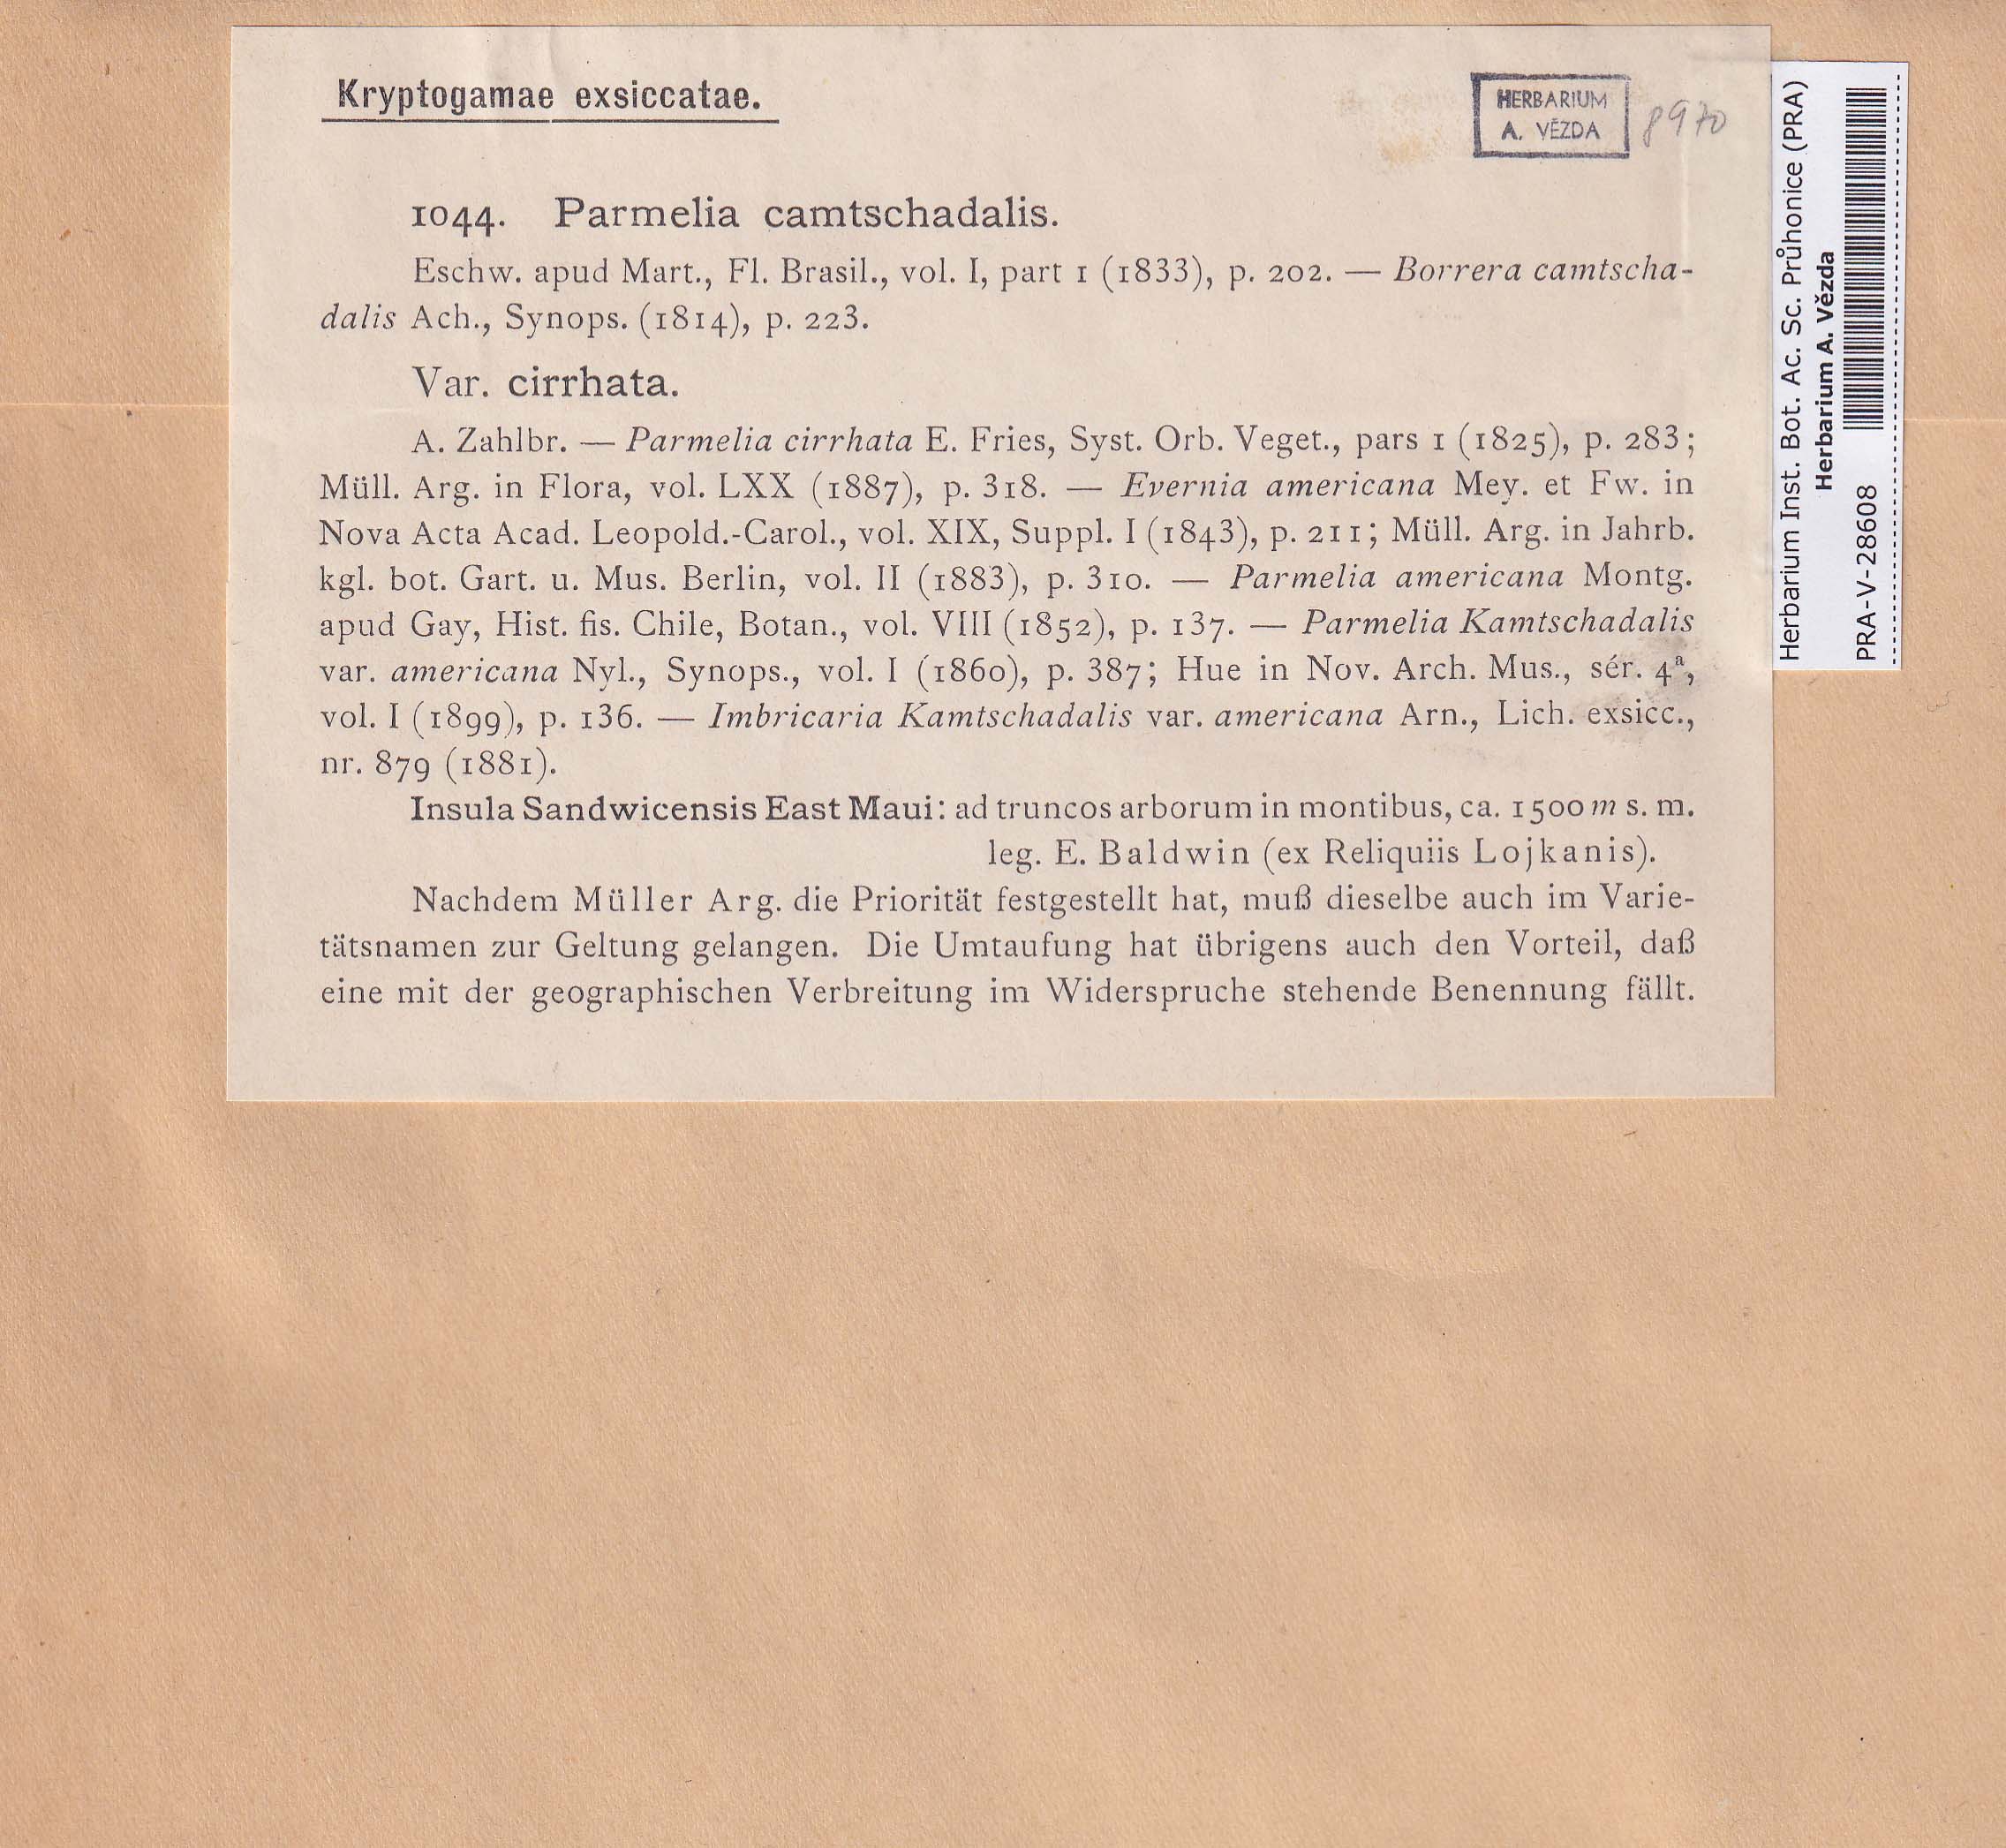 Kryptogamae exsiccatae.
HERBARIUM
A. VĚZDA
8970
1044. Parmelia camtschadalis.
Eschw. apud Mart., Fl. Brasil., vol. I, part 1 (1833), p. 202. — Borrera camtscha-
dalis Ach., Synops. (1814), p. 223.
Var. cirrhata.
A. Zahlbr. — Parmelia cirrhata E. Fries, Syst. Orb. Veget., pars 1 (1825), p. 283;
Müll. Arg. in Flora, vol. LXX (1887), p. 318. — Evernia americana Mey. et Fw. in
Nova Acta Acad. Leopold.-Carol., vol. XIX, Suppl. I (1843), p. 211; Müll. Arg. in Jahrb.
kgl. bot. Gart. u. Mus. Berlin, vol. II (1883), p. 310. — Parmelia americana Montg.
apud Gay, Hist. fis. Chile, Botan., vol. VIII (1852), p. 137. — Parmelia Kamtschadalis
var. americana Nyl., Synops., vol. I (1860), p. 387; Hue in Nov. Arch. Mus., sér. 4ª,
vol. I (1899), p. 136. — Imbricaria Kamtschadalis var. americana Arn., Lich. exsicc.,
nr. 879 (1881).
Insula Sandwicensis East Maui: ad truncos arborum in montibus, ca. 1500 m s. m.
leg. E. Baldwin (ex Reliquiis Lojkanis).
Nachdem Müller Arg. die Priorität festgestellt hat, muß dieselbe auch im Varie-
tätsnamen zur Geltung gelangen. Die Umtaufung hat übrigens auch den Vorteil, daß
eine mit der geographischen Verbreitung im Widerspruche stehende Benennung fällt.
Herbarium Inst. Bot. Ac. Sc. Průhonice (PRA)
Herbarium A. Vězda
PRA-V-28608